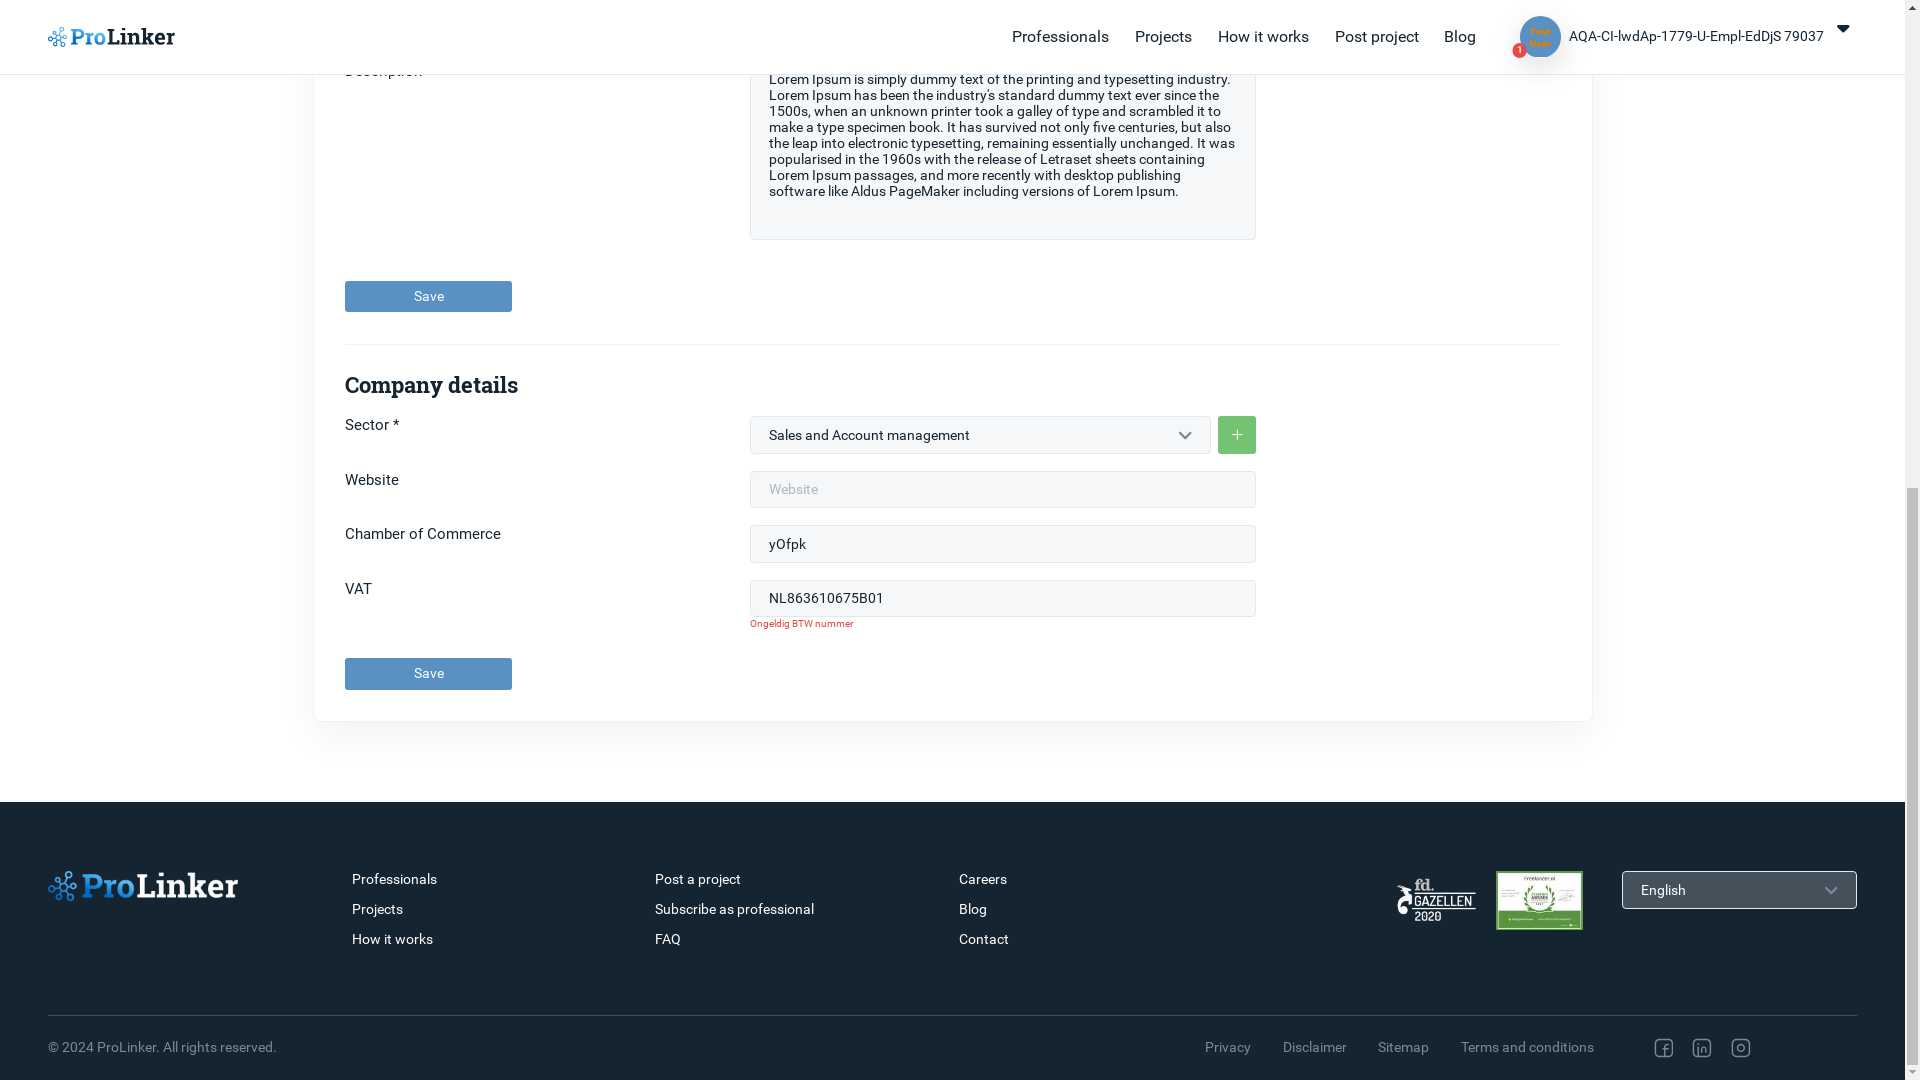 ProLinker
Professionals
Projects
How it works
Post project
Blog
1
AQA-CI-lwdAp-1779-U-Empl-EdDjS 79037
Description
Lorem Ipsum is simply dummy text of the printing and typesetting industry.
Lorem Ipsum has been the industry's standard dummy text ever since the
1500s, when an unknown printer took a galley of type and scrambled it to
make a type specimen book. It has survived not only five centuries, but also
the leap into electronic typesetting, remaining essentially unchanged. It was
popularised in the 1960s with the release of Letraset sheets containing
Lorem Ipsum passages, and more recently with desktop publishing
software like Aldus PageMaker including versions of Lorem Ipsum.
Save
Company details
Sector *
Sales and Account management
+
Website
Website
Chamber of Commerce
yOfpk
VAT
NL863610675B01
Ongeldig BTW nummer
Save
ProLinker
Professionals
Projects
How it works
Post a project
Subscribe as professional
FAQ
Careers
Blog
Contact
fd.
GAZELLEN
2020
Freelancer.nl
English
© 2024 ProLinker. All rights reserved.
Privacy
Disclaimer
Sitemap
Terms and conditions